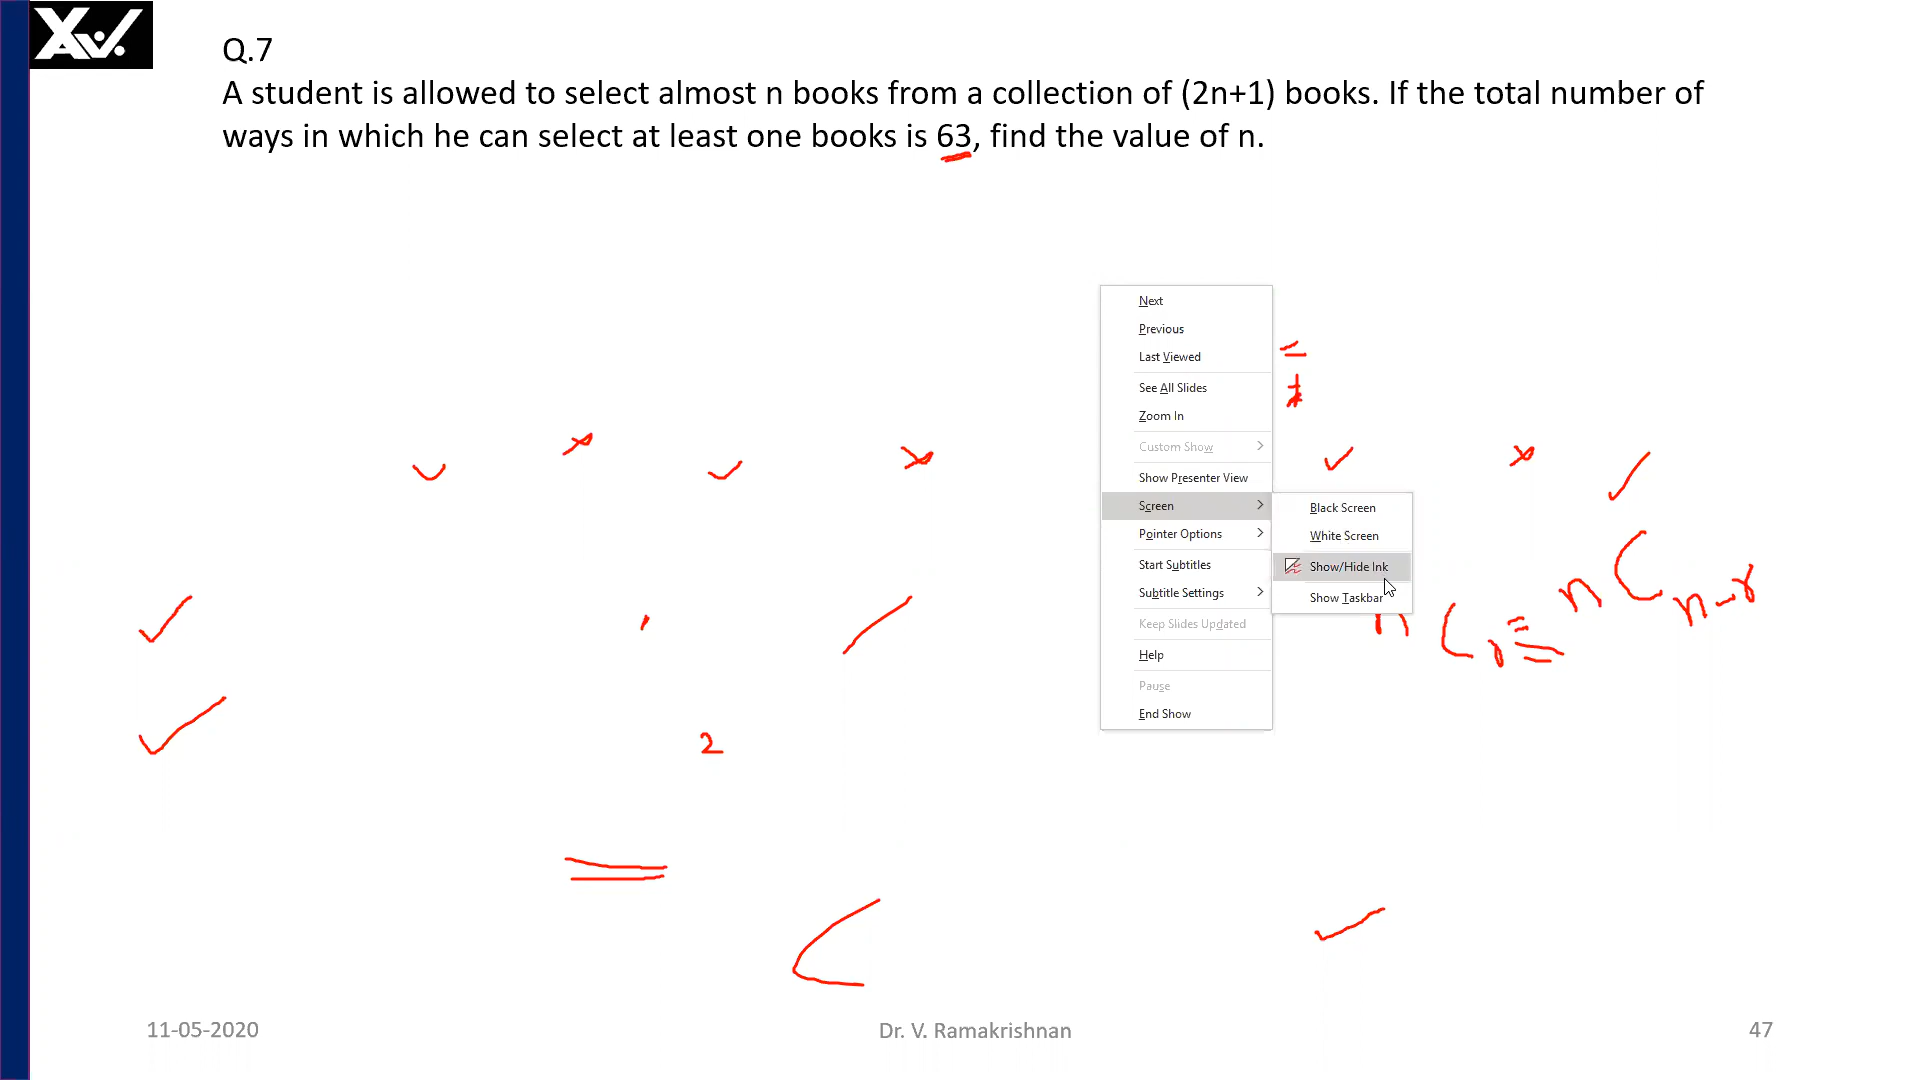 XAV.
Q.7
A student is allowed to select almost n books from a collection of (2n+1) books. If the total number of
ways in which he can select at least one books is 63, find the value of n.
Next
Previous
Last Viewed
See All Slides
Zoom In
Custom Show
Show Presenter View
Screen
Pointer Options
Start Subtitles
Subtitle Settings
Keep Slides Updated
Help
Pause
End Show
Black Screen
White Screen
Show/Hide Ink
Show Taskbar
n C r = n C n-r
2
11-05-2020
Dr. V. Ramakrishnan
47